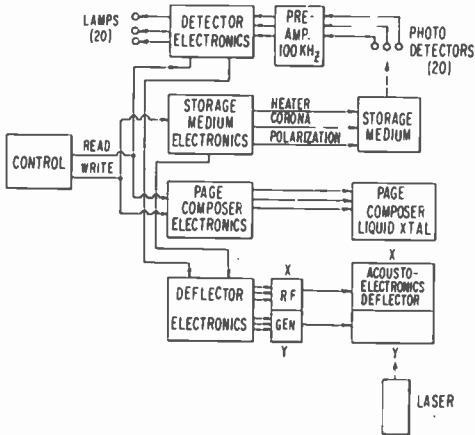 LAMPS
(20)
DETECTOR
ELECTRONICS
PRE-
AMP.
100 KHz
PHOTO
DETECTORS
(20)
STORAGE
MEDIUM
ELECTRONICS
HEATER
CORONA
POLARIZATION
STORAGE
MEDIUM
CONTROL
READ
WRITE
PAGE
COMPOSER
ELECTRONICS
PAGE
COMPOSER
LIQUID XTAL
DEFLECTOR
ELECTRONICS
X
RF
GEN
Y
X
ACOUSTO-
ELECTRONICS
DEFLECTOR
Y
LASER